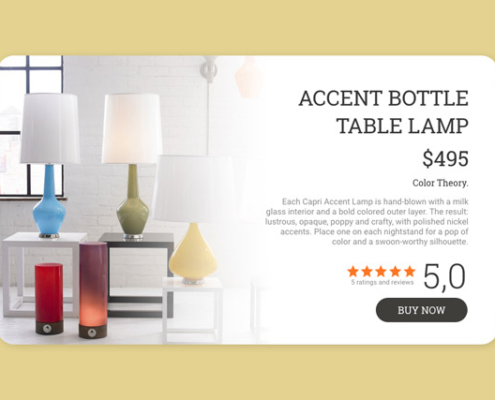 ACCENT BOTTLE
TABLE LAMP
$495
Color Theory.
Each Capri Accent Lamp is hand-blown with a milk
glass interior and a bold colored outer layer. The result:
lustrous, opaque, poppy and crafty, with polished nickel
accents. Place one on each nightstand for a pop of
color and a swoon-worthy silhouette.
5,0
5 ratings and reviews
BUY NOW